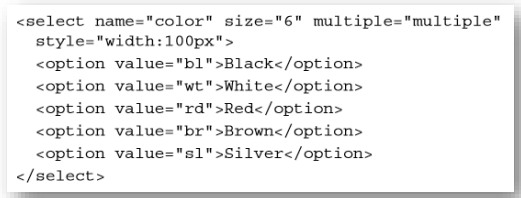 <select name="color" size="6" multiple="multiple"
style="width:100px">
<option value="bl">Black</option>
<option value="wt">White</option>
<option value="rd">Red</option>
<option value="br">Brown</option>
<option value="sl">Silver</option>
</select>